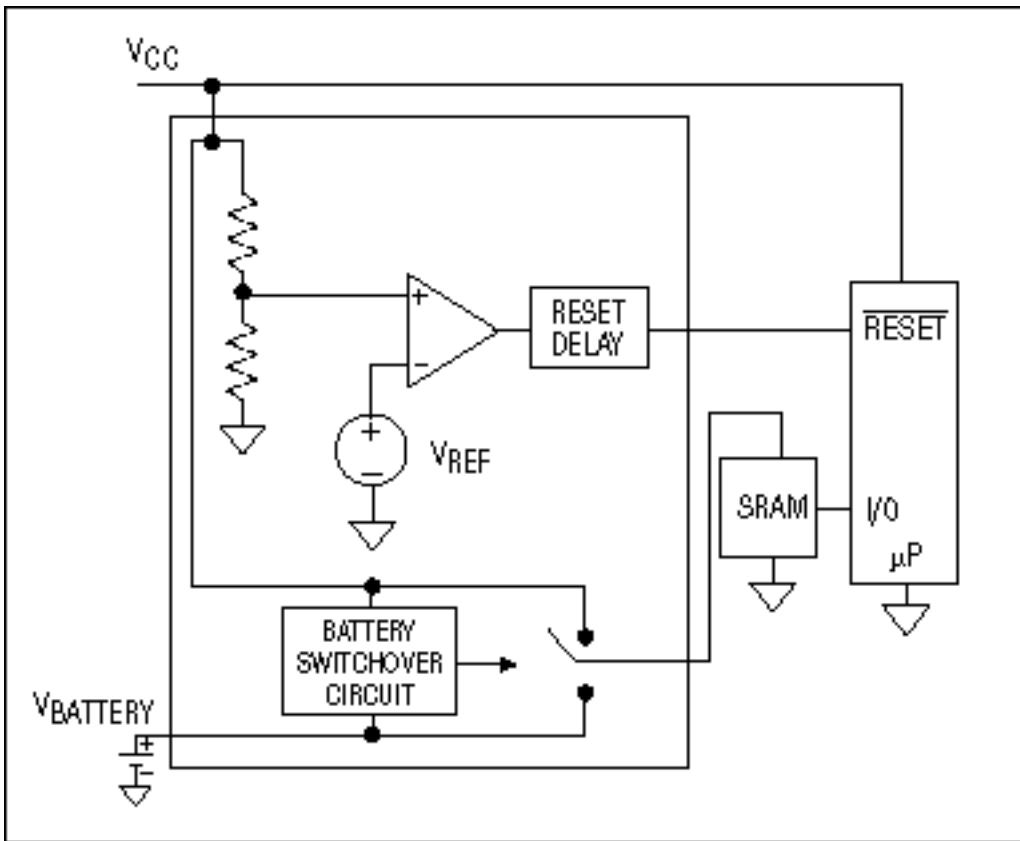 VCC
+
−
RESET
DELAY
RESET
+
−
VREF
SRAM
I/O
μP
BATTERY
SWITCHOVER
CIRCUIT
VBATTERY
+
−